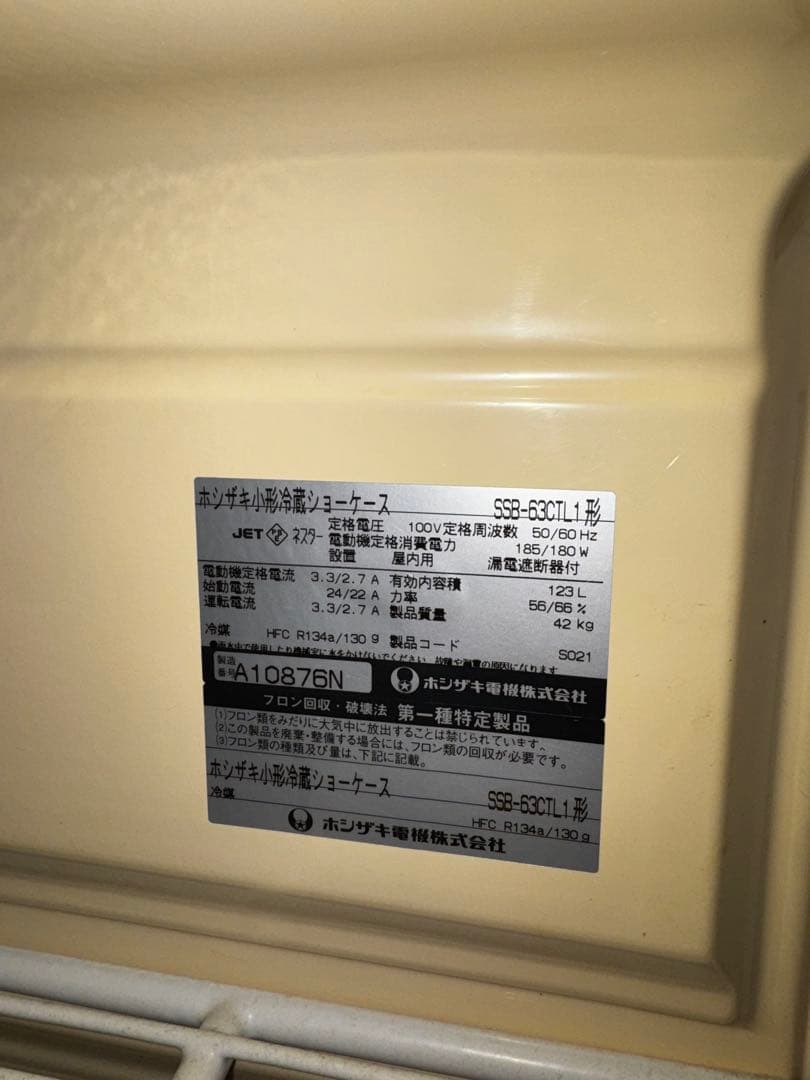 ホシザキ小形冷蔵ショーケース SSB-63CTL1形
定格電圧 100V定格周波数 50/60Hz
JET PSE ネスター 電動機定格消費電力 185/180W
設置 屋内用 漏電遮断器付
電動機定格電流 3.3/2.7 A 有効内容積 123L
始動電流 24/22 A 力率 56/66%
運転電流 3.3/2.7 A 製品質量 42 kg
冷媒 HFC R134a/130g 製品コード S021
製造番号 A10876N ホシザキ電機株式会社
フロン回収・破壊法 第一種特定製品
(1)フロン類をみだりに大気中に放出することは禁じられています。
(2)この製品を廃棄・整備する場合には、フロン類の回収が必要です。
(3)フロン類の種類及び量は、下記に記載。
ホシザキ小形冷蔵ショーケース SSB-63CTL1形
冷媒 HFC R134a/130g
ホシザキ電機株式会社